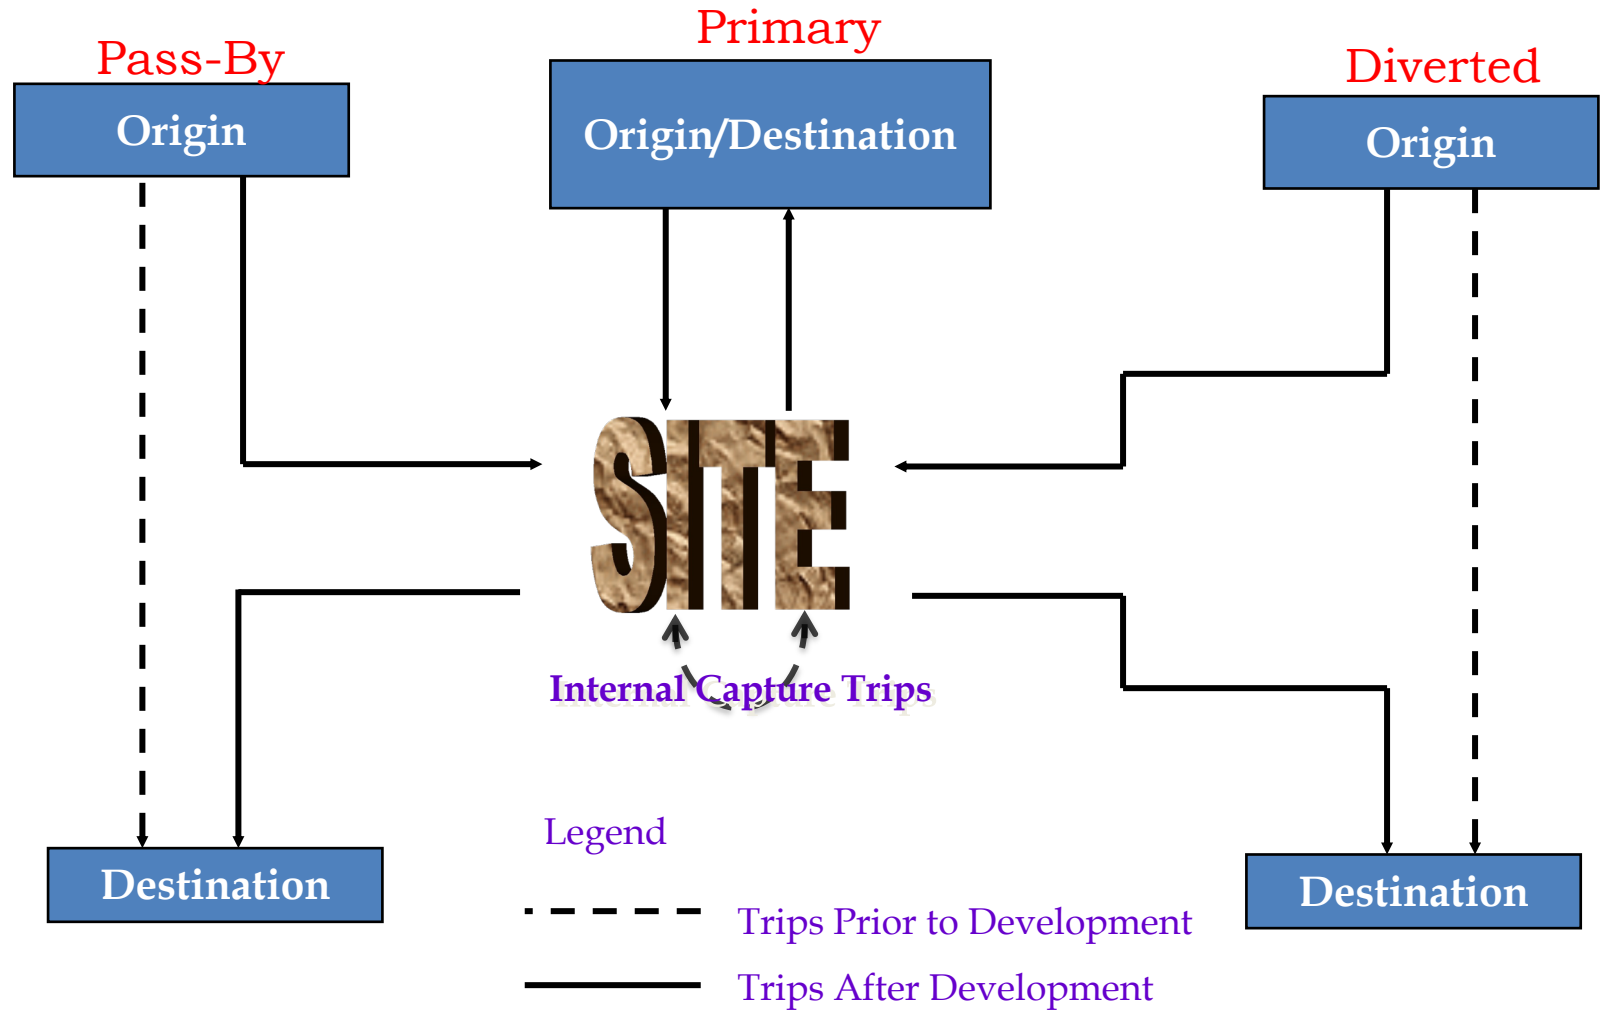 Primary
Pass-By
Diverted
Origin
Origin/Destination
Origin
SITE
Internal Capture Trips
Legend
Destination
Destination
Trips Prior to Development
Trips After Development